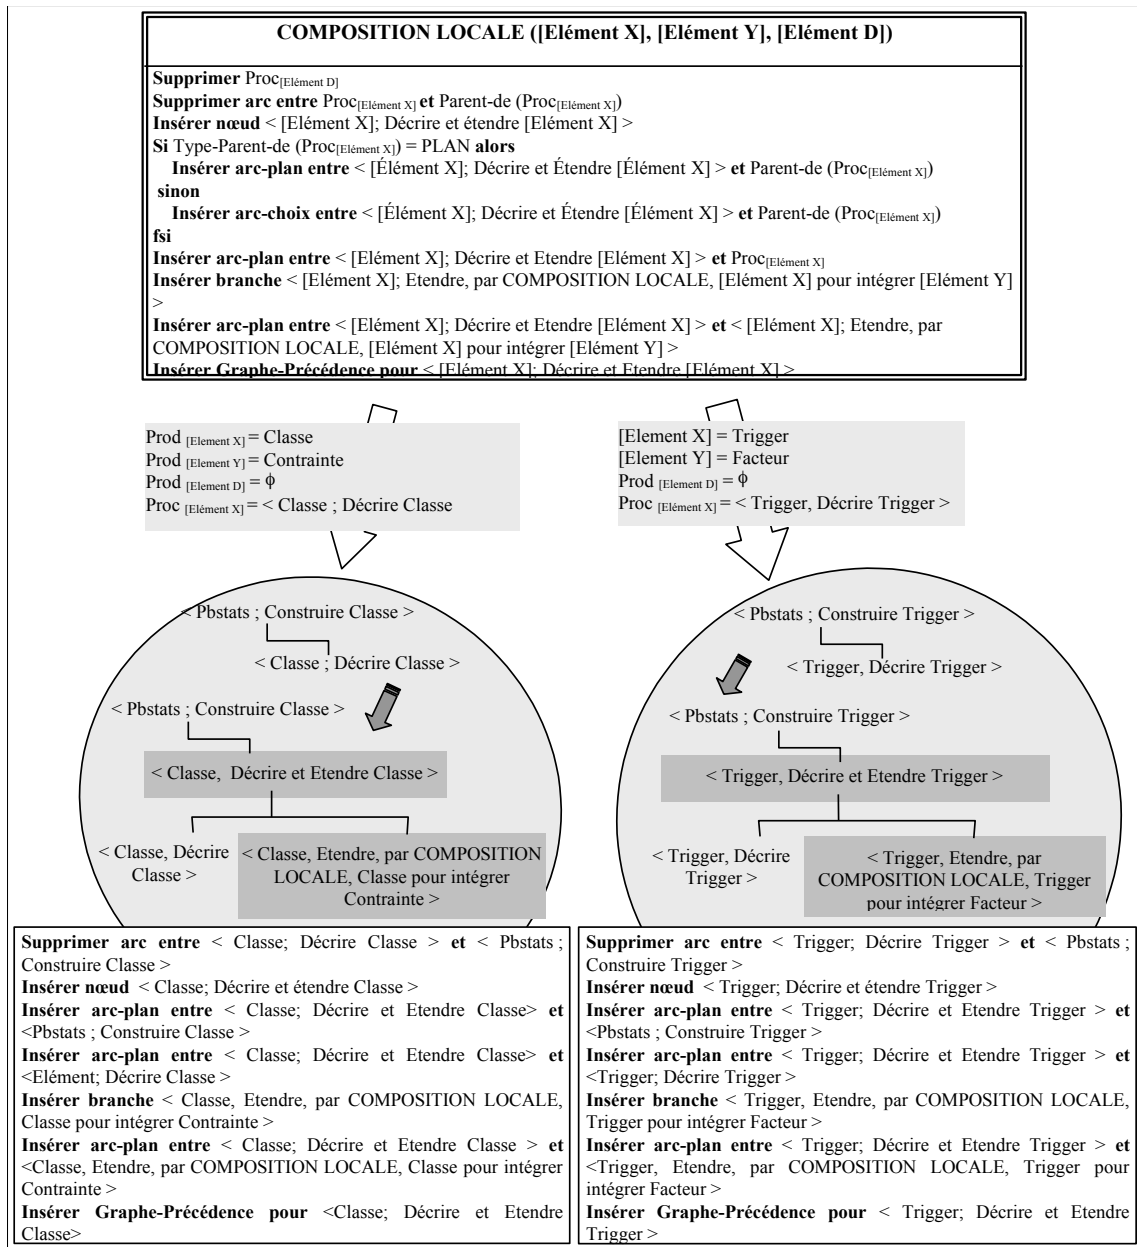 COMPOSITION LOCALE ([Elément X], [Elément Y], [Elément D])
Supprimer Proc[Elément D]
Supprimer arc entre Proc[Elément X] et Parent-de (Proc[Elément X])
Insérer nœud < [Elément X]; Décrire et étendre [Elément X] >
Si Type-Parent-de (Proc[Elément X]) = PLAN alors
Insérer arc-plan entre < [Élément X]; Décrire et Étendre [Élément X] > et Parent-de (Proc[Elément X])
sinon
Insérer arc-choix entre < [Élément X]; Décrire et Étendre [Élément X] > et Parent-de (Proc[Elément X])
fsi
Insérer arc-plan entre < [Elément X]; Décrire et Etendre [Elément X] > et Proc[Elément X]
Insérer branche < [Elément X]; Etendre, par COMPOSITION LOCALE, [Elément X] pour intégrer [Elément Y]
>
Insérer arc-plan entre < [Elément X]; Décrire et Etendre [Elément X] > et < [Elément X]; Etendre, par
COMPOSITION LOCALE, [Elément X] pour intégrer [Elément Y] >
Insérer Graphe-Précédence pour < [Elément X]; Décrire et Etendre [Elément X] >
Prod [Element X] = Classe
Prod [Element Y] = Contrainte
Prod [Element D] = ϕ
Proc [Elément X] = < Classe ; Décrire Classe
[Element X] = Trigger
[Element Y] = Facteur
Prod [Element D] = ϕ
Proc [Elément X] = < Trigger, Décrire Trigger >
< Pbstats ; Construire Classe >
< Classe ; Décrire Classe >
< Pbstats ; Construire Classe >
< Classe, Décrire et Etendre Classe >
< Classe, Décrire
Classe >
< Classe, Etendre, par COMPOSITION
LOCALE, Classe pour intégrer
Contrainte >
< Pbstats ; Construire Trigger >
< Trigger, Décrire Trigger >
< Pbstats ; Construire Trigger >
< Trigger, Décrire et Etendre Trigger >
< Trigger, Décrire
Trigger >
< Trigger, Etendre, par
COMPOSITION LOCALE, Trigger
pour intégrer Facteur >
Supprimer arc entre < Classe; Décrire Classe > et < Pbstats ;
Construire Classe >
Insérer nœud < Classe; Décrire et étendre Classe >
Insérer arc-plan entre < Classe; Décrire et Etendre Classe> et
<Pbstats ; Construire Classe >
Insérer arc-plan entre < Classe; Décrire et Etendre Classe> et
<Elément; Décrire Classe >
Insérer branche < Classe, Etendre, par COMPOSITION LOCALE,
Classe pour intégrer Contrainte >
Insérer arc-plan entre < Classe; Décrire et Etendre Classe > et
<Classe, Etendre, par COMPOSITION LOCALE, Classe pour intégrer
Contrainte >
Insérer Graphe-Précédence pour <Classe; Décrire et Etendre
Classe>
Supprimer arc entre < Trigger; Décrire Trigger > et < Pbstats ;
Construire Trigger >
Insérer nœud < Trigger; Décrire et étendre Trigger >
Insérer arc-plan entre < Trigger; Décrire et Etendre Trigger > et
<Pbstats ; Construire Trigger >
Insérer arc-plan entre < Trigger; Décrire et Etendre Trigger > et
<Trigger; Décrire Trigger >
Insérer branche < Trigger, Etendre, par COMPOSITION LOCALE,
Trigger pour intégrer Facteur >
Insérer arc-plan entre < Trigger; Décrire et Etendre Trigger > et
<Trigger, Etendre, par COMPOSITION LOCALE, Trigger pour
intégrer Facteur >
Insérer Graphe-Précédence pour < Trigger; Décrire et Etendre
Trigger >